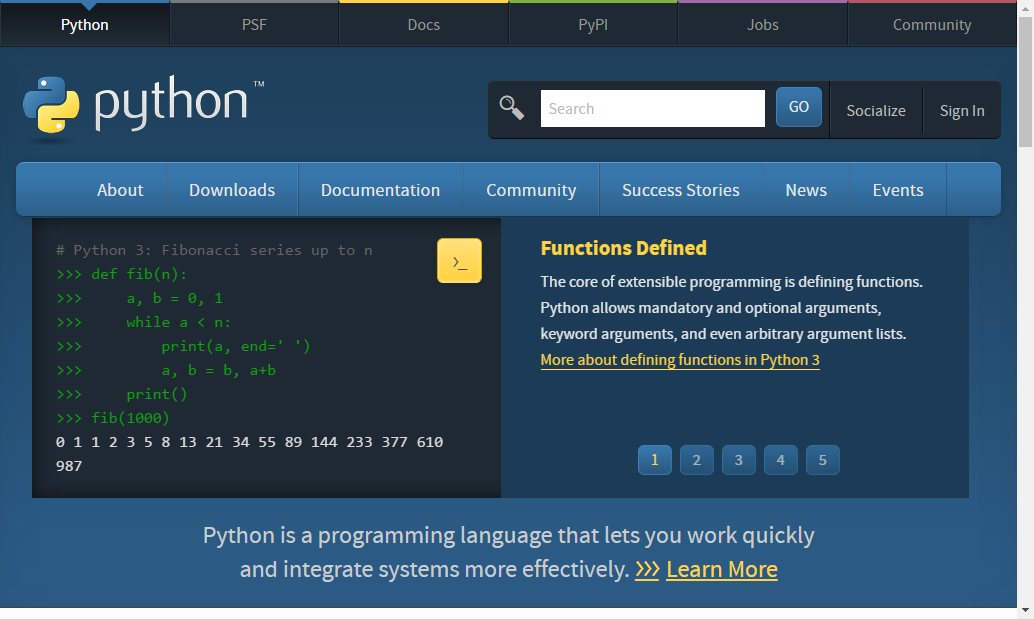 Python PSF Docs PyPI Jobs Community
python™
Search GO Socialize Sign In
About Downloads Documentation Community Success Stories News Events
# Python 3: Fibonacci series up to n
>>> def fib(n):
>>>     a, b = 0, 1
>>>     while a < n:
>>>         print(a, end=' ')
>>>         a, b = b, a+b
>>>     print()
>>> fib(1000)
0 1 1 2 3 5 8 13 21 34 55 89 144 233 377 610
987
>_
Functions Defined
The core of extensible programming is defining functions.
Python allows mandatory and optional arguments,
keyword arguments, and even arbitrary argument lists.
More about defining functions in Python 3
1 2 3 4 5
Python is a programming language that lets you work quickly
and integrate systems more effectively. >>> Learn More